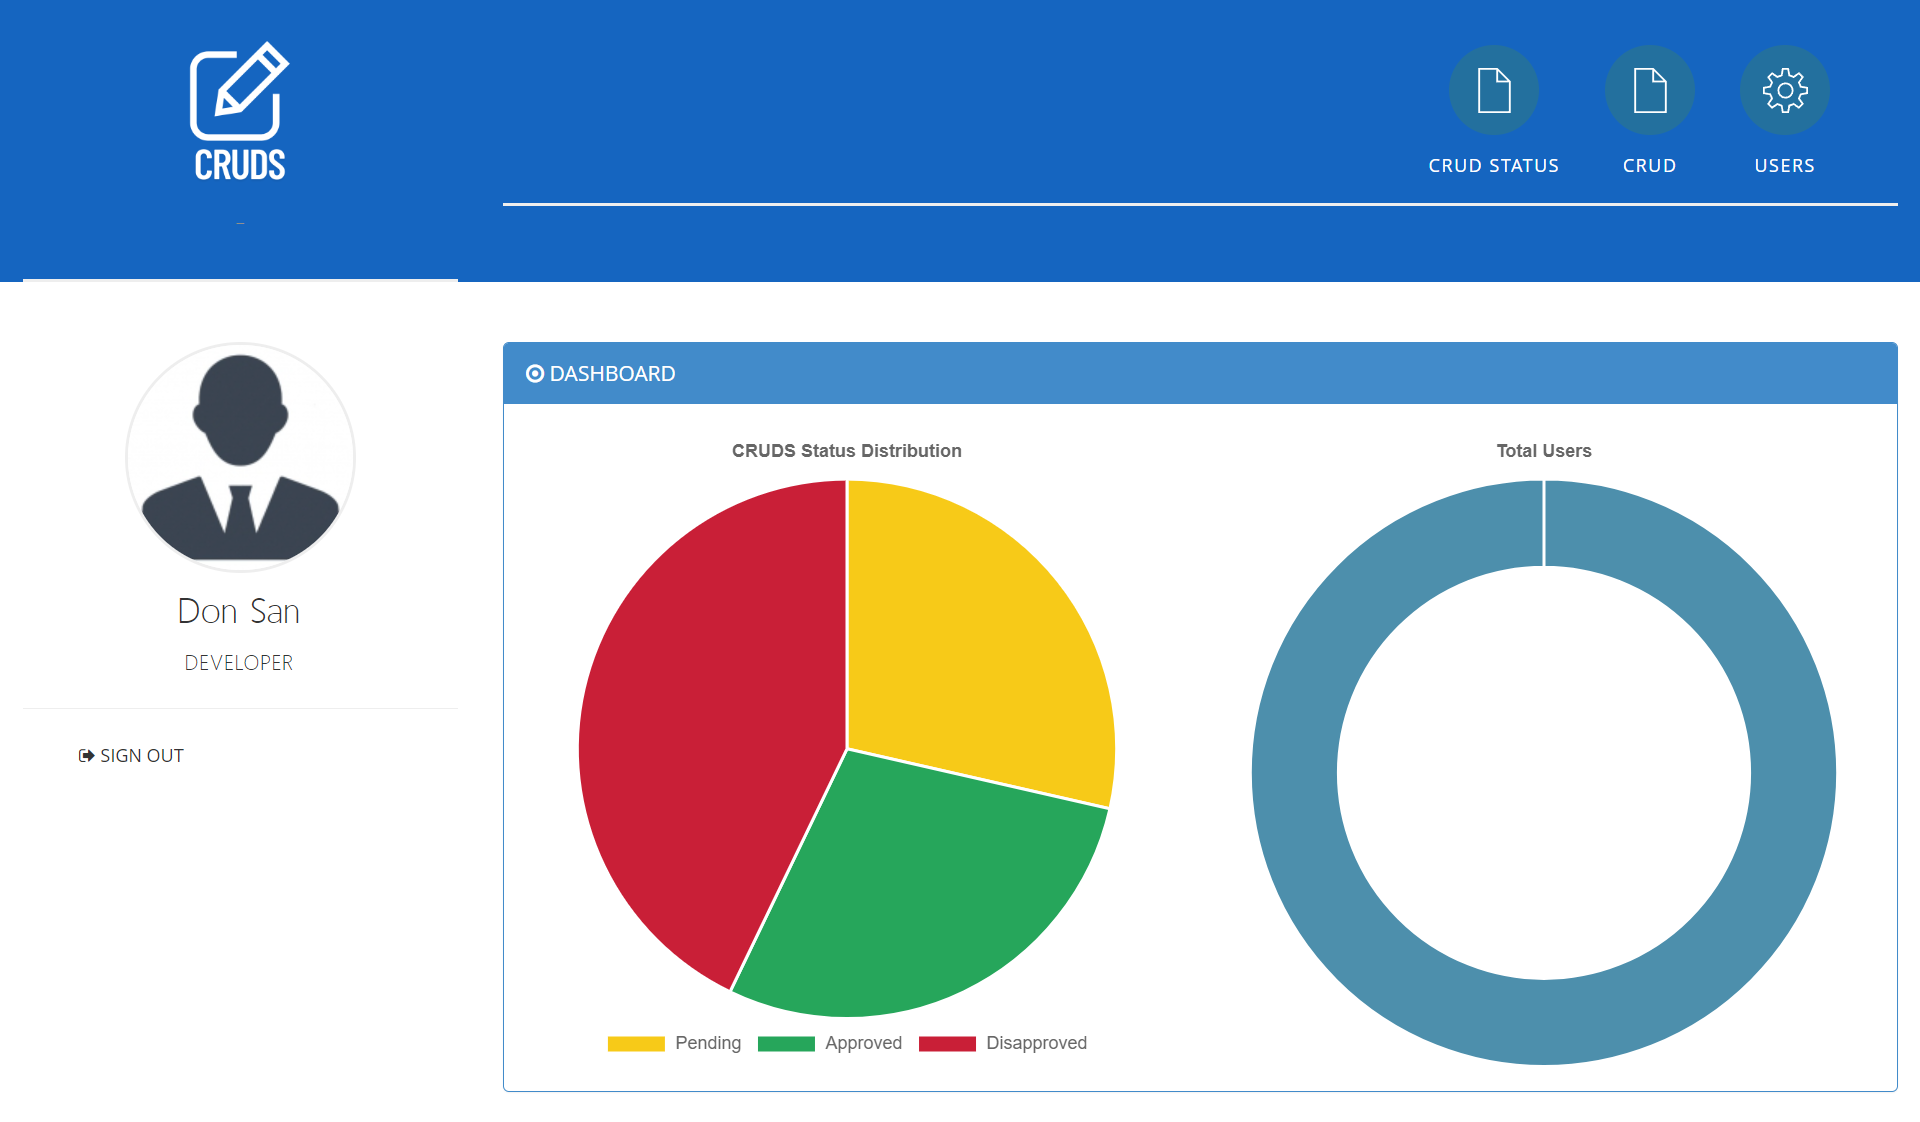 CRUDS
CRUD STATUS
CRUD
USERS
DASHBOARD
Don San
DEVELOPER
SIGN OUT
CRUDS Status Distribution
Pending
Approved
Disapproved
Total Users